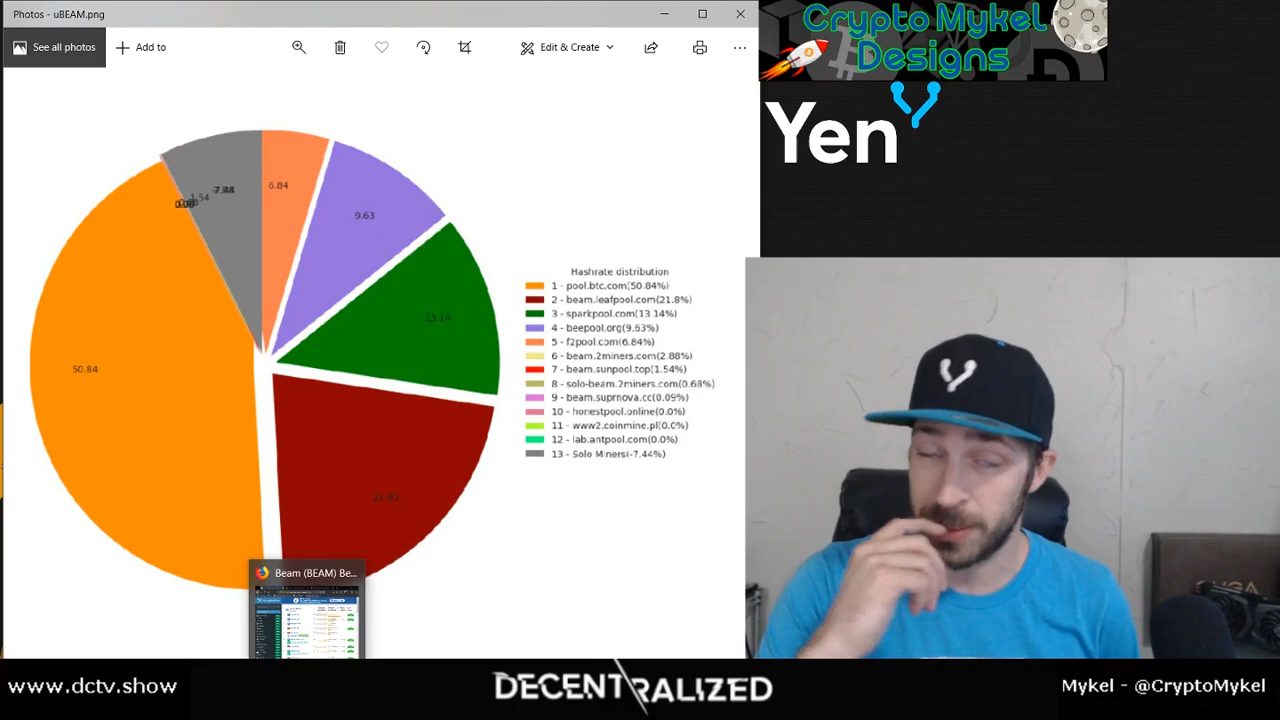 Photos - uBEAM.png
See all photos
Add to
Edit & Create
Crypto Mykel
Designs
Yen
6.84
9.63
1.54
13.14
50.84
Hashrate distribution
1 - pool.btc.com(50.84%)
2 - beam.leafpool.com(21.8%)
3 - sparkpool.com(13.14%)
4 - beepool.org(9.63%)
5 - f2pool.com(6.84%)
6 - beam.2miners.com(2.88%)
7 - beam.sunpool.top(1.54%)
8 - solo-beam.2miners.com(0.68%)
9 - beam.suprnova.cc(0.09%)
10 - honestpool.online(0.0%)
11 - www2.coinmine.pl(0.0%)
12 - lab.antpool.com(0.0%)
13 - Solo Miners(-7.44%)
Beam (BEAM) Be...
www.dctv.show
DECENTRALIZED
Mykel - @CryptoMykel